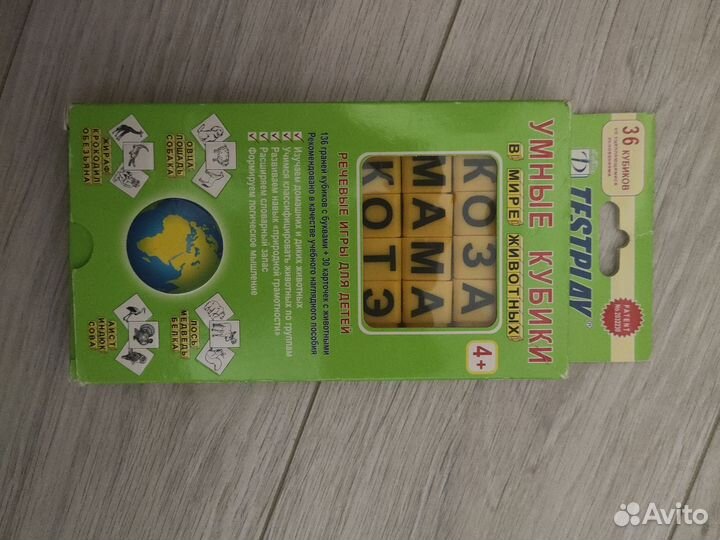 36 КУБИКОВ
TESTPLAY
PATENT
УМНЫЕ КУБИКИ
В МИРЕ ЖИВОТНЫХ
4+
КОЗА
МАМА
КОТЭ
РЕЧЕВЫЕ ИГРЫ ДЛЯ ДЕТЕЙ
136 граней кубиков с буквами + 30 карточек с животными
Рекомендовано в качестве учебного наглядного пособия
✓ Изучаем домашних и диких животных
✓ Учимся классифицировать животных по группам
✓ Развиваем навык «природной грамотности»
✓ Расширяем словарный запас
✓ Формируем логическое мышление
ОВЦА
ЛОШАДЬ
СОБАКА
ЛОСЬ
МЕДВЕДЬ
БЕЛКА
ЖИРАФ
КРОКОДИЛ
ОБЕЗЬЯНА
АИСТ
ИНДЮК
СОВА
Avito